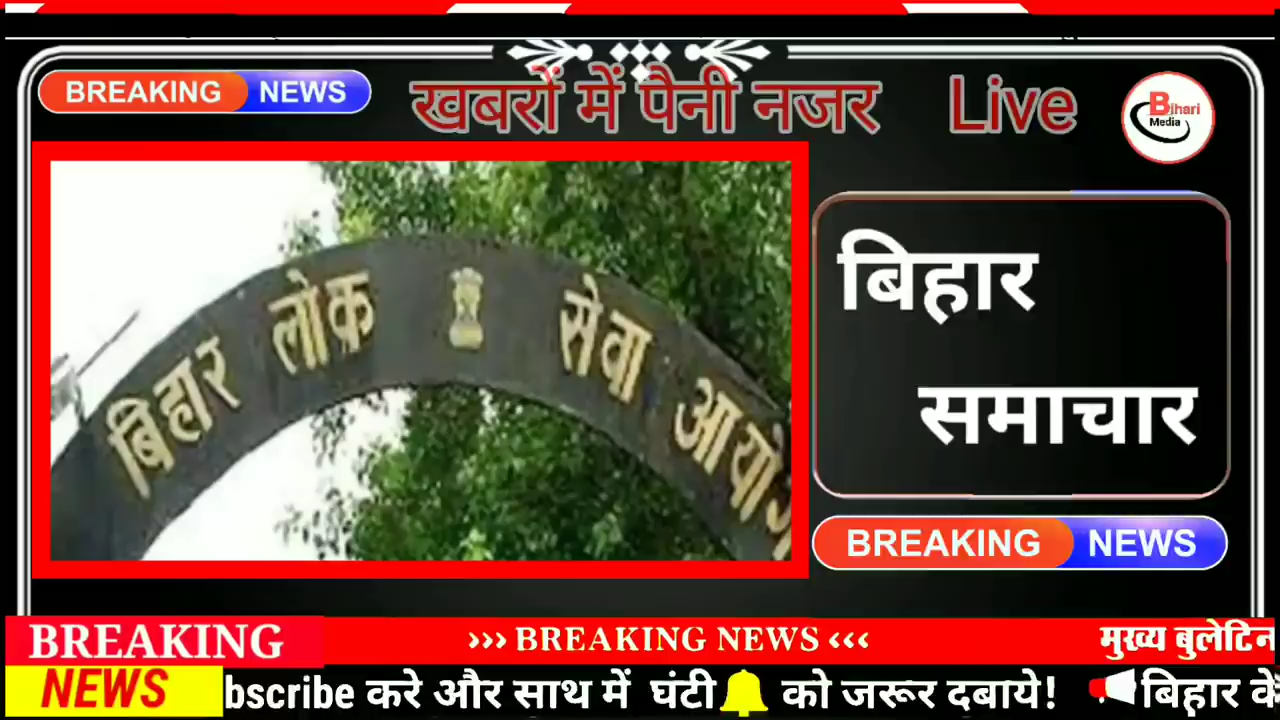 BREAKING NEWS
खबरों में पैनी नजर Live
Bihari
Media
बिहार लोक सेवा आयो
बिहार
समाचार
BREAKING NEWS
BREAKING
NEWS
››› BREAKING NEWS ‹‹‹ मुख्य बुलेटिन
bscribe करे और साथ में घंटी🔔को जरूर दबाये! 📢बिहार के